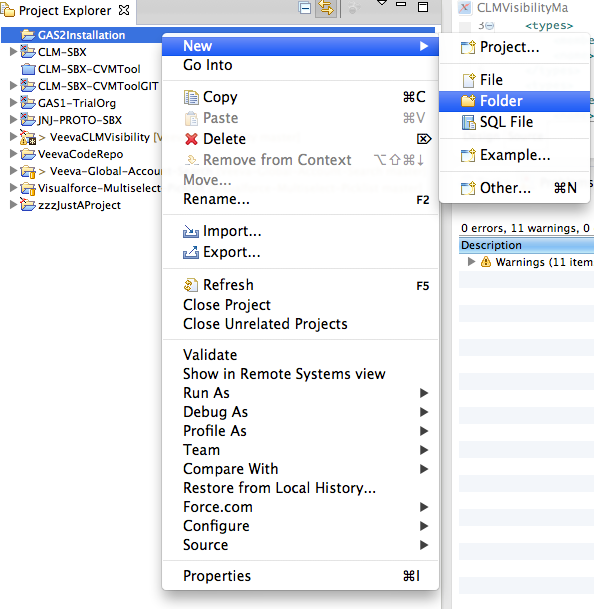 Project Explorer
GAS2Installation
CLM-SBX
CLM-SBX-CVMTool
CLM-SBX-CVMToolGIT
GAS1-TrialOrg
JNJ-PROTO-SBX
> VeevaCLMVisibility [
VeevaCodeRepo
> Veeva-Global-Account
Visualforce-Multiselect
zzzJustAProject
New
Go Into
Copy ⌘C
Paste ⌘V
Delete ⌦
Remove from Context ⌥⇧⌘↓
Move...
Rename... F2
Import...
Export...
Refresh F5
Close Project
Close Unrelated Projects
Validate
Show in Remote Systems view
Run As
Debug As
Profile As
Team
Compare With
Restore from Local History...
Force.com
Configure
Source
Properties ⌘I
Project...
File
Folder
SQL File
Example...
Other... ⌘N
CLMVisibilityMa
3 <types>
0 errors, 11 warnings, 0
Description
Warnings (11 item